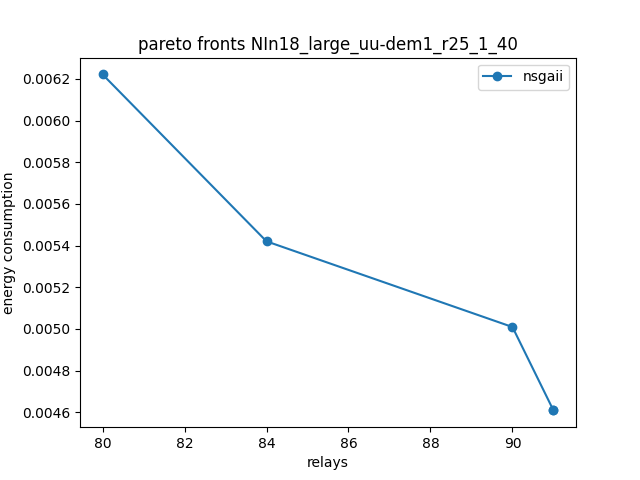 pareto fronts NIn18_large_uu-dem1_r25_1_40
nsgaii
0.0062
0.0060
0.0058
0.0056
0.0054
0.0052
0.0050
0.0048
0.0046
energy consumption
80 82 84 86 88 90
relays